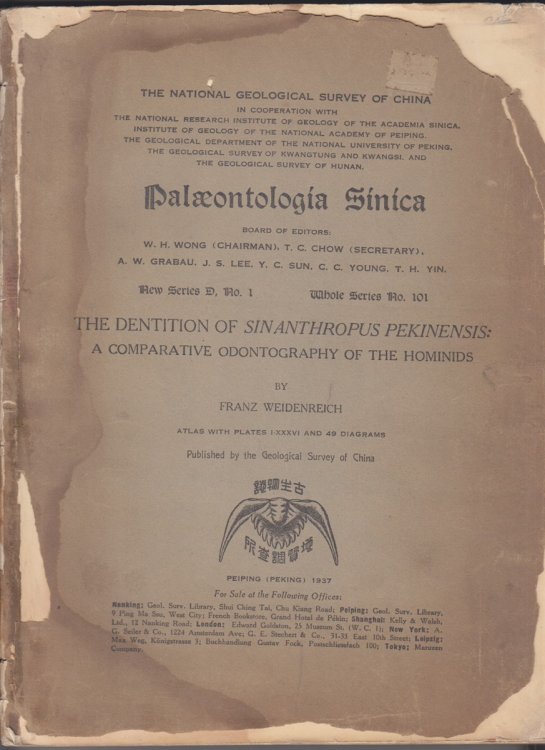 THE NATIONAL GEOLOGICAL SURVEY OF CHINA
IN COOPERATION WITH
THE NATIONAL RESEARCH INSTITUTE OF GEOLOGY OF THE ACADEMIA SINICA,
INSTITUTE OF GEOLOGY OF THE NATIONAL ACADEMY OF PEIPING,
THE GEOLOGICAL DEPARTMENT OF THE NATIONAL UNIVERSITY OF PEKING,
THE GEOLOGICAL SURVEY OF KWANGTUNG AND KWANGSI, AND
THE GEOLOGICAL SURVEY OF HUNAN.
Palæontologia Sinica
BOARD OF EDITORS:
W. H. WONG (CHAIRMAN), T. C. CHOW (SECRETARY),
A. W. GRABAU, J. S. LEE, Y. C. SUN, C. C. YOUNG, T. H. YIN.
New Series D, No. 1 Whole Series No. 101
THE DENTITION OF SINANTHROPUS PEKINENSIS:
A COMPARATIVE ODONTOGRAPHY OF THE HOMINIDS
BY
FRANZ WEIDENREICH
ATLAS WITH PLATES I-XXXVI AND 49 DIAGRAMS
Published by the Geological Survey of China
古生物誌
地質調查所
PEIPING (PEKING) 1937
For Sale at the Following Offices:
Nanking: Geol. Surv. Library, Shui Ching Tai, Chu Kiang Road; Peiping: Geol. Surv. Library,
9 Ping Ma Ssu, West City; French Bookstore, Grand Hotel de Pékin; Shanghai: Kelly & Walsh,
Ltd., 12 Nanking Road; London: Edward Goldston, 25 Museum St. (W. C. 1); New York: A.
G. Seiler & Co., 1224 Amsterdam Ave; G. E. Stechert & Co., 31-33 East 10th Street; Leipzig:
Max Weg, Königstrasse 3; Buchhandlung Gustav Fock, Postschliessfach 100; Tokyo: Maruzen
Company.